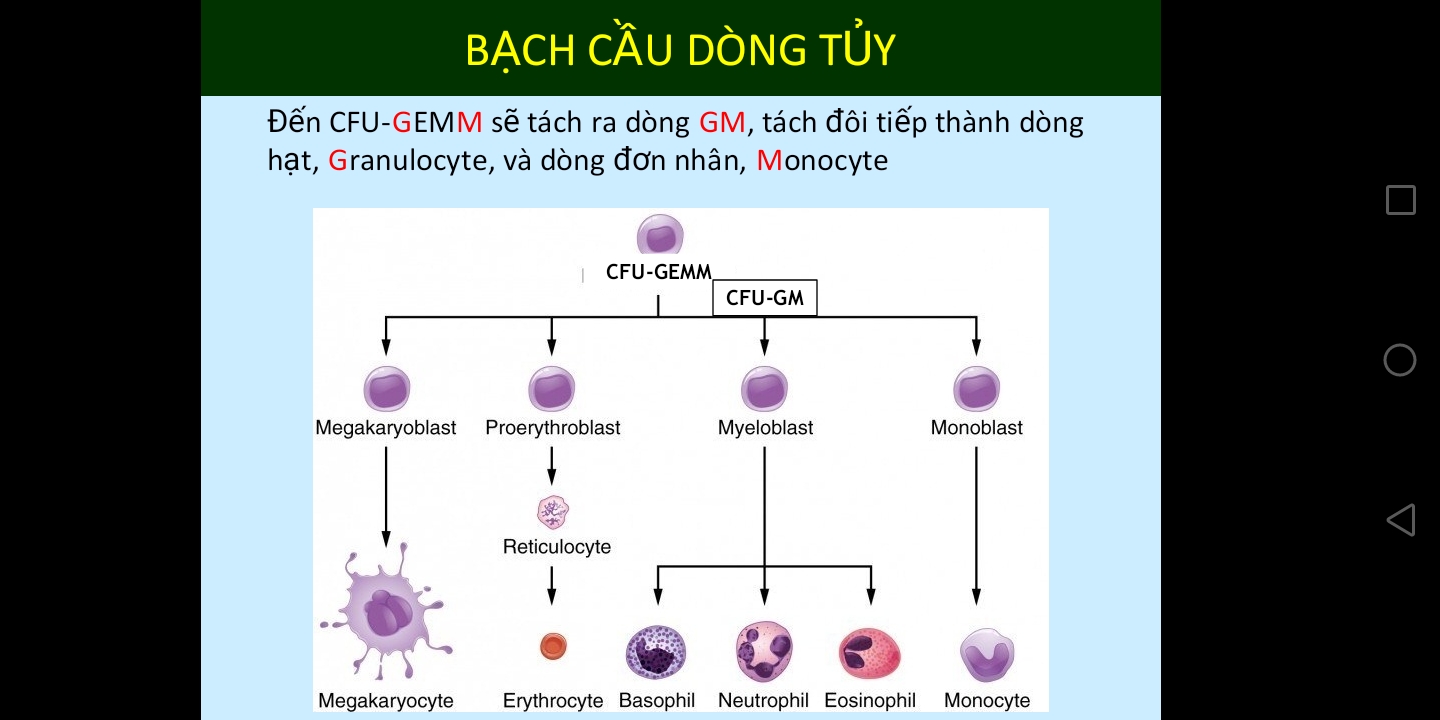 BẠCH CẦU DÒNG TỦY
Đến CFU-GEMM sẽ tách ra dòng GM, tách đôi tiếp thành dòng
hạt, Granulocyte, và dòng đơn nhân, Monocyte
CFU-GEMM
CFU-GM
Megakaryoblast Proerythroblast Myeloblast Monoblast
Reticulocyte
Megakaryocyte Erythrocyte Basophil Neutrophil Eosinophil Monocyte